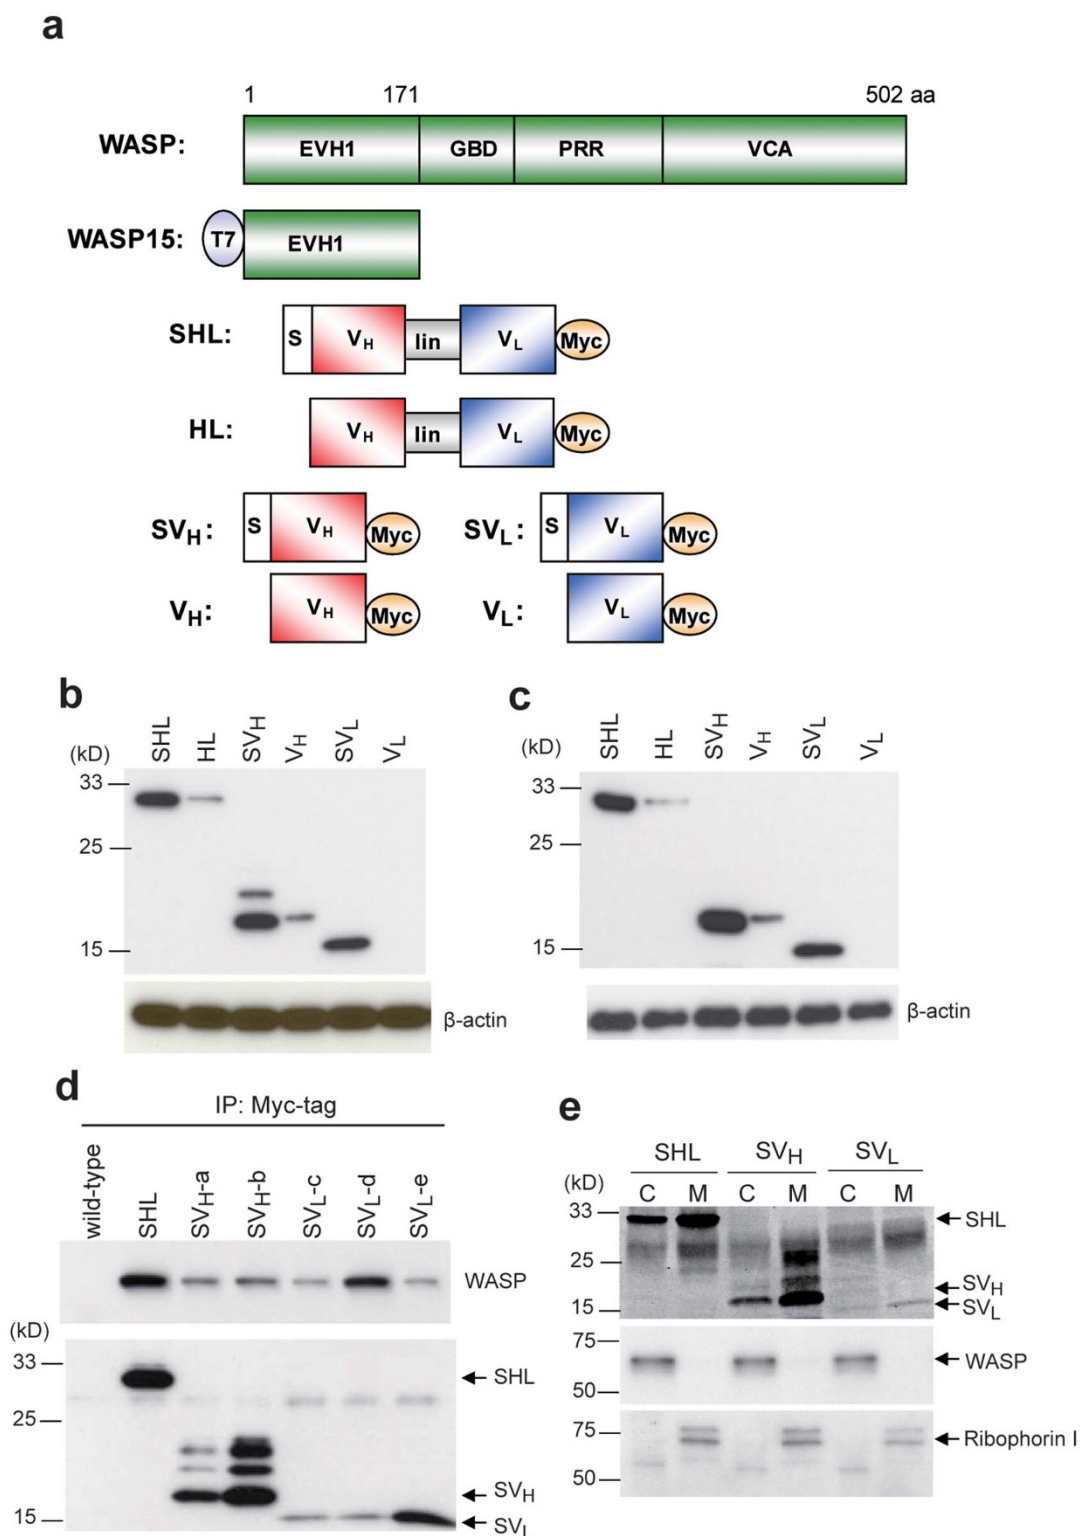 a
1 171 502 aa
WASP: EVH1 GBD PRR VCA
WASP15: T7 EVH1
SHL: S VH lin VL Myc
HL: VH lin VL Myc
SVH: S VH Myc SVL: S VL Myc
VH: VH Myc VL: VL Myc
b
(kD) SHL HL SVH VH SVL VL
33
25
15
β-actin
c
(kD) SHL HL SVH VH SVL VL
33
25
15
β-actin
d
IP: Myc-tag
wild-type SHL SVH-a SVH-b SVL-c SVL-d SVL-e
WASP
(kD)
33
SHL
25
SVH
15
SVL
e
SHL SVH SVL
(kD) C M C M C M
33
SHL
25
SVH
15
SVL
75
WASP
50
75
Ribophorin I
50